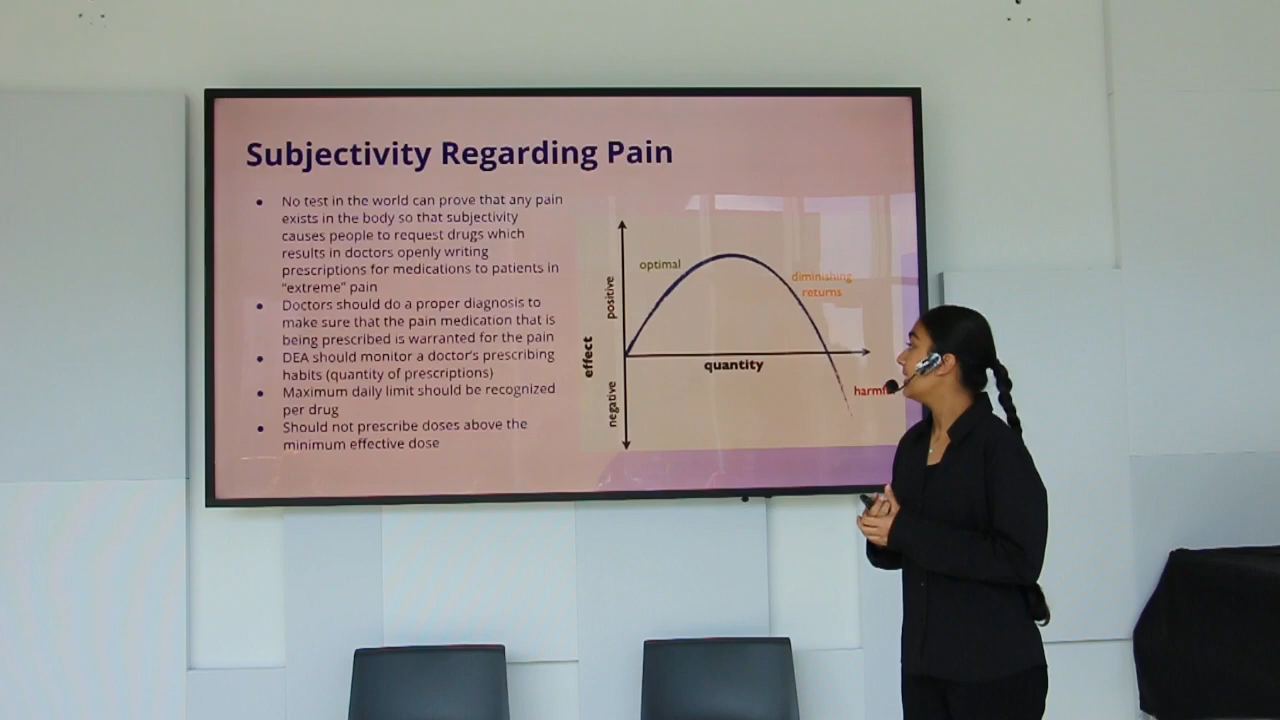 Subjectivity Regarding Pain
No test in the world can prove that any pain
exists in the body so that subjectivity
causes people to request drugs which
results in doctors openly writing
prescriptions for medications to patients in
"extreme" pain
Doctors should do a proper diagnosis to
make sure that the pain medication that is
being prescribed is warranted for the pain
DEA should monitor a doctor's prescribing
habits (quantity of prescriptions)
Maximum daily limit should be recognized
per drug
Should not prescribe doses above the
minimum effective dose
optimal
diminishing
returns
positive
effect
quantity
negative